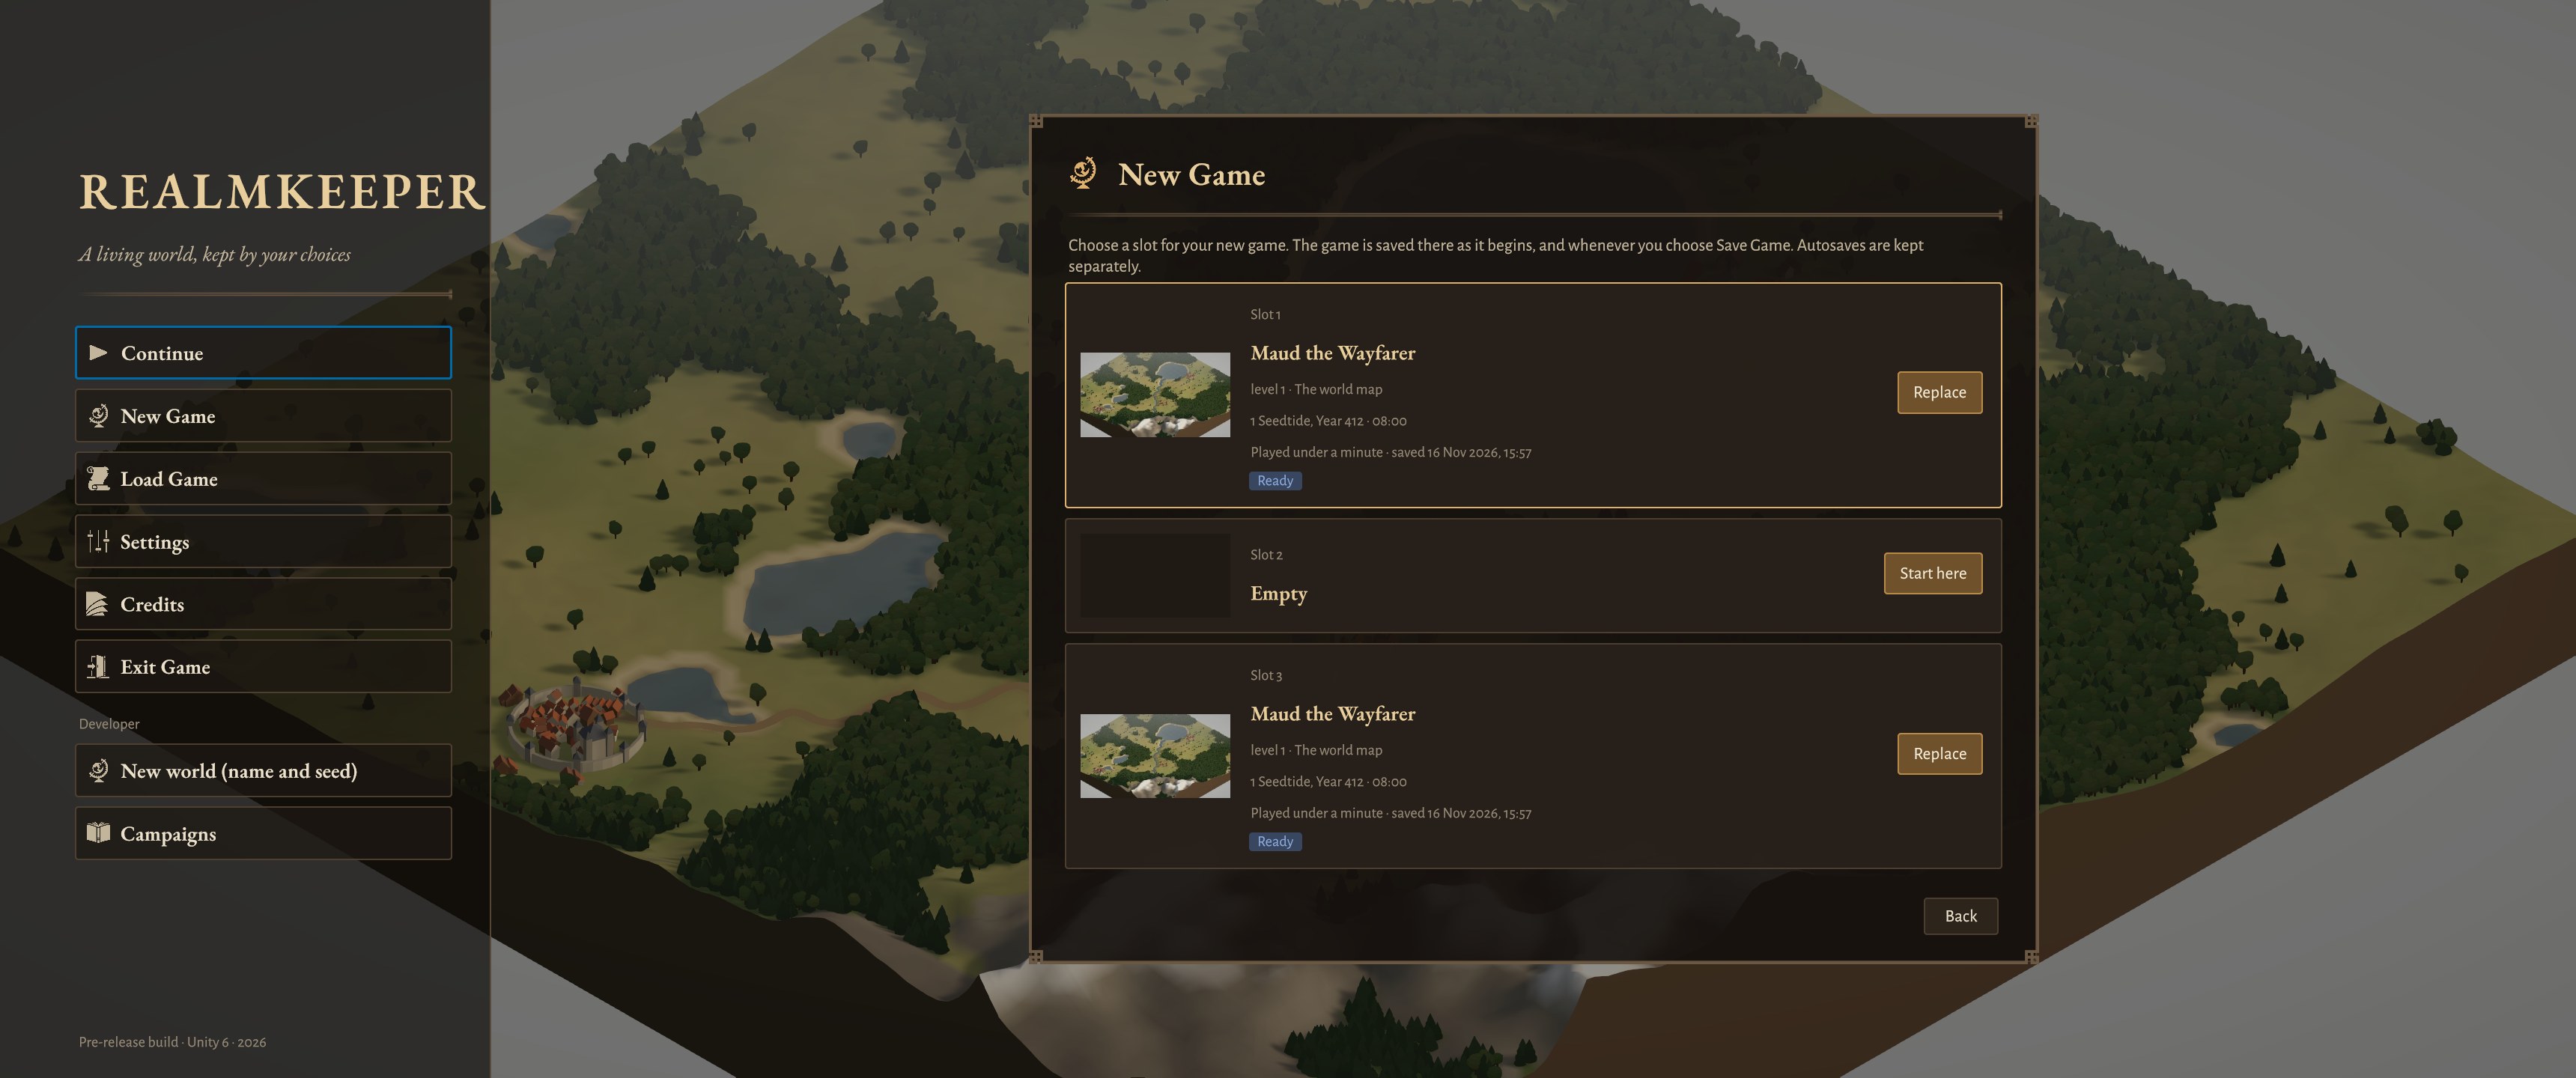 REALMKEEPER
A living world, kept by your choices
Continue
New Game
Load Game
Settings
Credits
Exit Game
Developer
New world (name and seed)
Campaigns
Pre-release build · Unity 6 · 2026
New Game
Choose a slot for your new game. The game is saved there as it begins, and whenever you choose Save Game. Autosaves are kept
separately.
Slot 1
Maud the Wayfarer
level 1 · The world map
1 Seedtide, Year 412 · 08:00
Played under a minute · saved 16 Nov 2026, 15:57
Ready
Replace
Slot 2
Empty
Start here
Slot 3
Maud the Wayfarer
level 1 · The world map
1 Seedtide, Year 412 · 08:00
Played under a minute · saved 16 Nov 2026, 15:57
Ready
Replace
Back